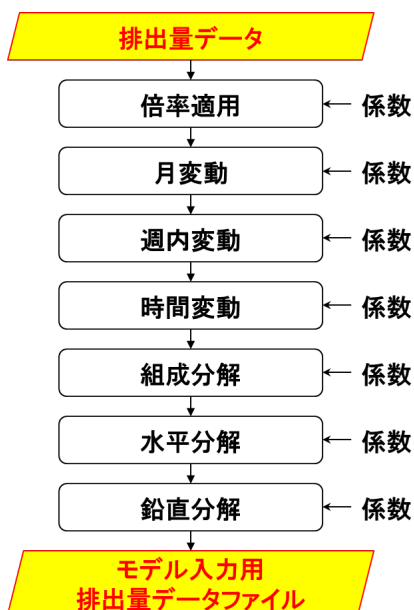 排出量データ
倍率適用 係数
月変動 係数
週内変動 係数
時間変動 係数
組成分解 係数
水平分解 係数
鉛直分解 係数
モデル入力用
排出量データファイル